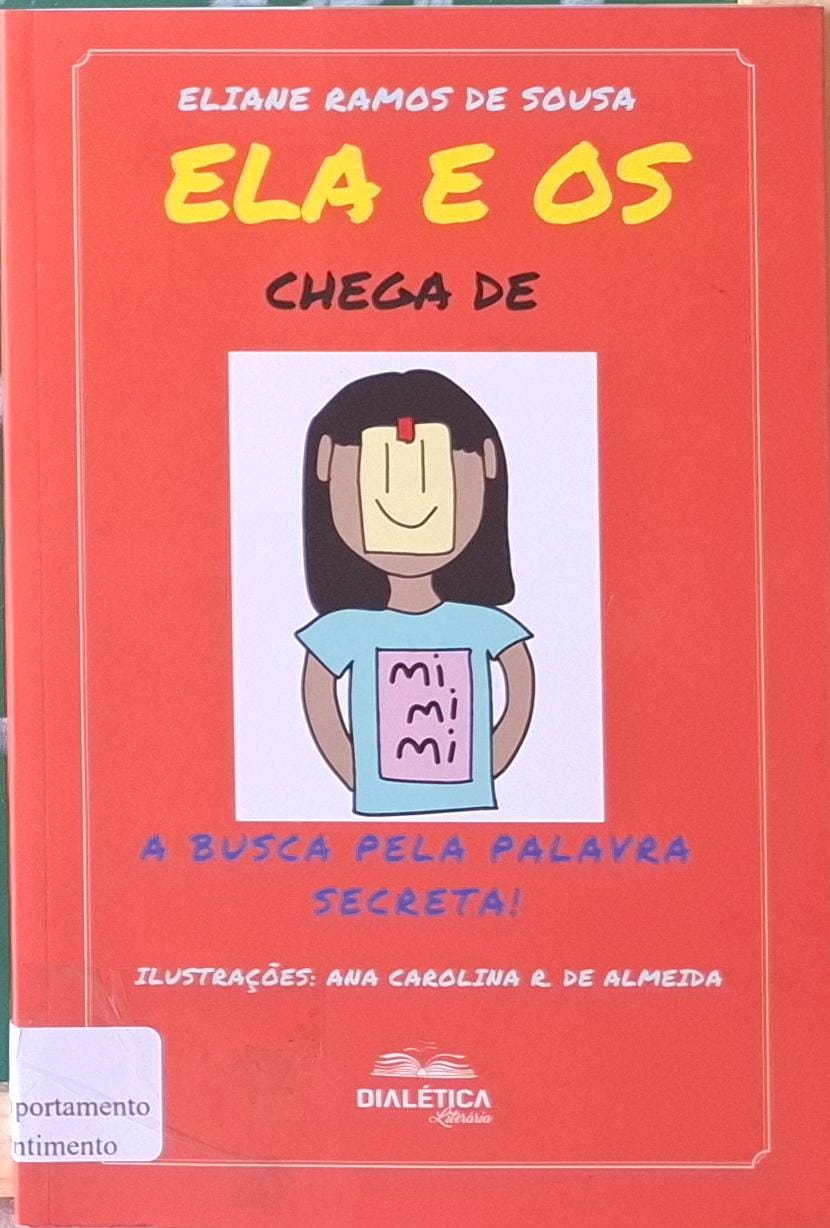 ELIANE RAMOS DE SOUSA
ELA E OS
CHEGA DE
mi
mi
mi
A BUSCA PELA PALAVRA
SECRETA!
ILUSTRAÇÕES: ANA CAROLINA R. DE ALMEIDA
DIALÉTICA
Literário
portamento
ntimento